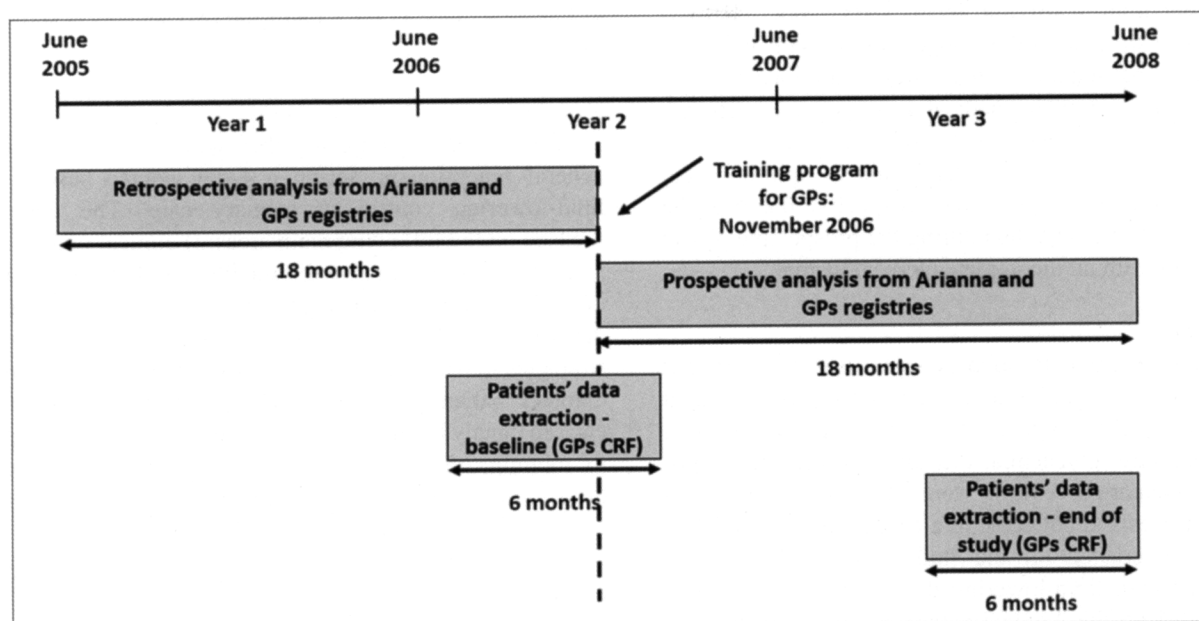 June
2005
June
2006
June
2007
June
2008
Year 1
Year 2
Year 3
Retrospective analysis from Arianna and
GPs registries
18 months
Training program
for GPs:
November 2006
Prospective analysis from Arianna and
GPs registries
18 months
Patients' data
extraction -
baseline (GPs CRF)
6 months
Patients' data
extraction - end of
study (GPs CRF)
6 months